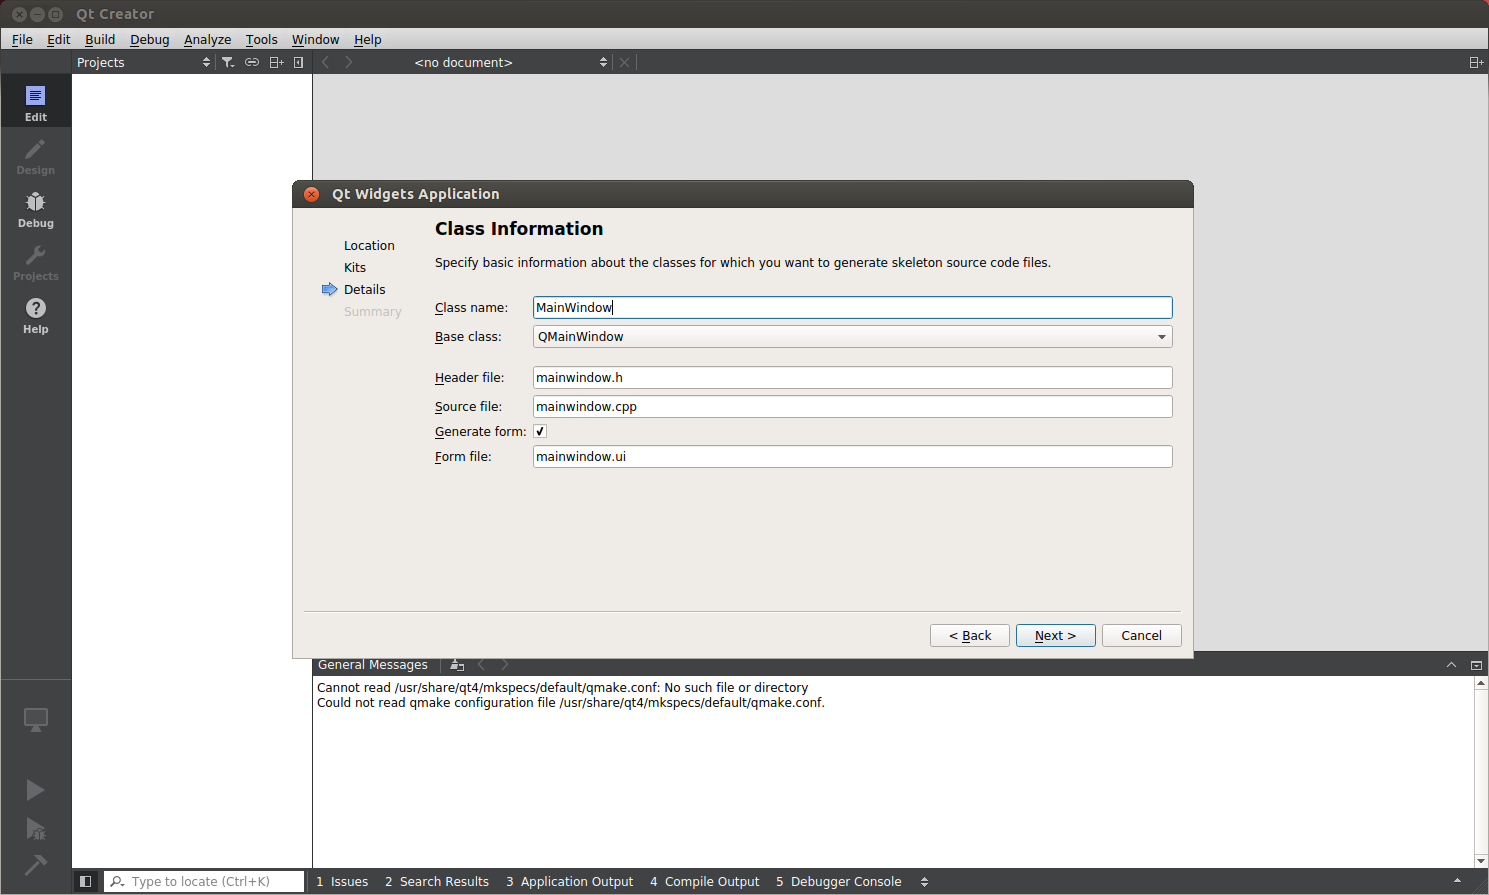 Qt Creator
File Edit Build Debug Analyze Tools Window Help
Projects <no document>
Edit
Design
Debug
Projects
Help
Qt Widgets Application
Location
Kits
Details
Summary
Class Information
Specify basic information about the classes for which you want to generate skeleton source code files.
Class name: MainWindow
Base class: QMainWindow
Header file: mainwindow.h
Source file: mainwindow.cpp
Generate form:
Form file: mainwindow.ui
< Back Next > Cancel
General Messages
Cannot read /usr/share/qt4/mkspecs/default/qmake.conf: No such file or directory
Could not read qmake configuration file /usr/share/qt4/mkspecs/default/qmake.conf.
Type to locate (Ctrl+K) 1 Issues 2 Search Results 3 Application Output 4 Compile Output 5 Debugger Console